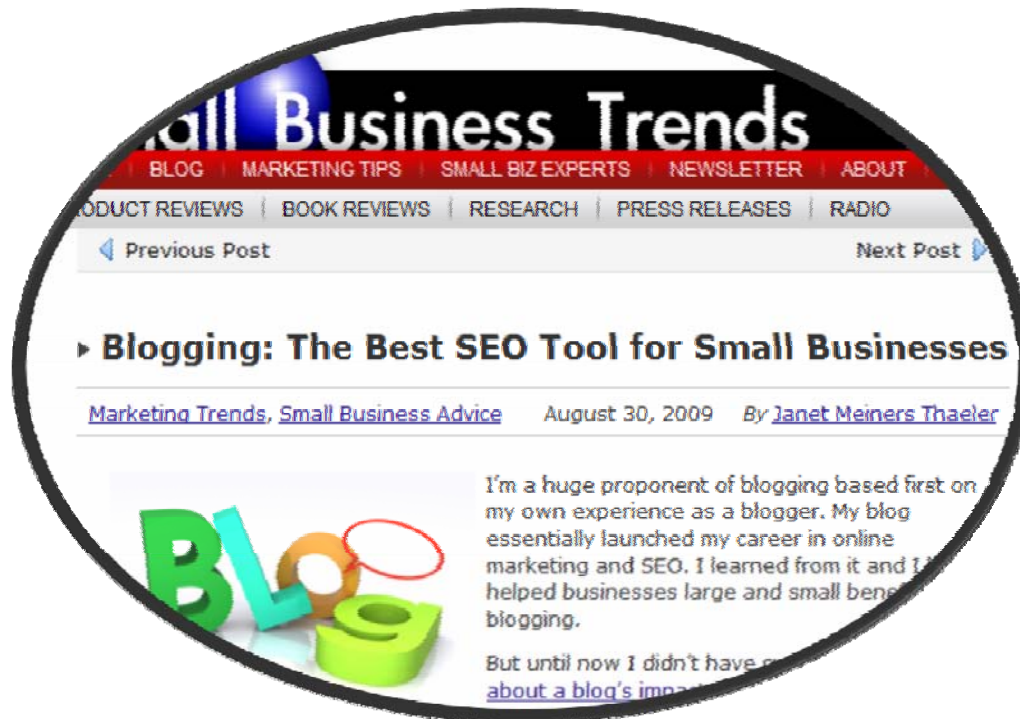 all Business Trends
BLOG | MARKETING TIPS | SMALL BIZ EXPERTS | NEWSLETTER | ABOUT
ODUCT REVIEWS | BOOK REVIEWS | RESEARCH | PRESS RELEASES | RADIO
Previous Post Next Post
Blogging: The Best SEO Tool for Small Businesses
Marketing Trends, Small Business Advice August 30, 2009 By Janet Meiners Thaeler
BLOg
I'm a huge proponent of blogging based first on
my own experience as a blogger. My blog
essentially launched my career in online
marketing and SEO. I learned from it and I
helped businesses large and small
blogging.
But until now I didn't have
about a blog's